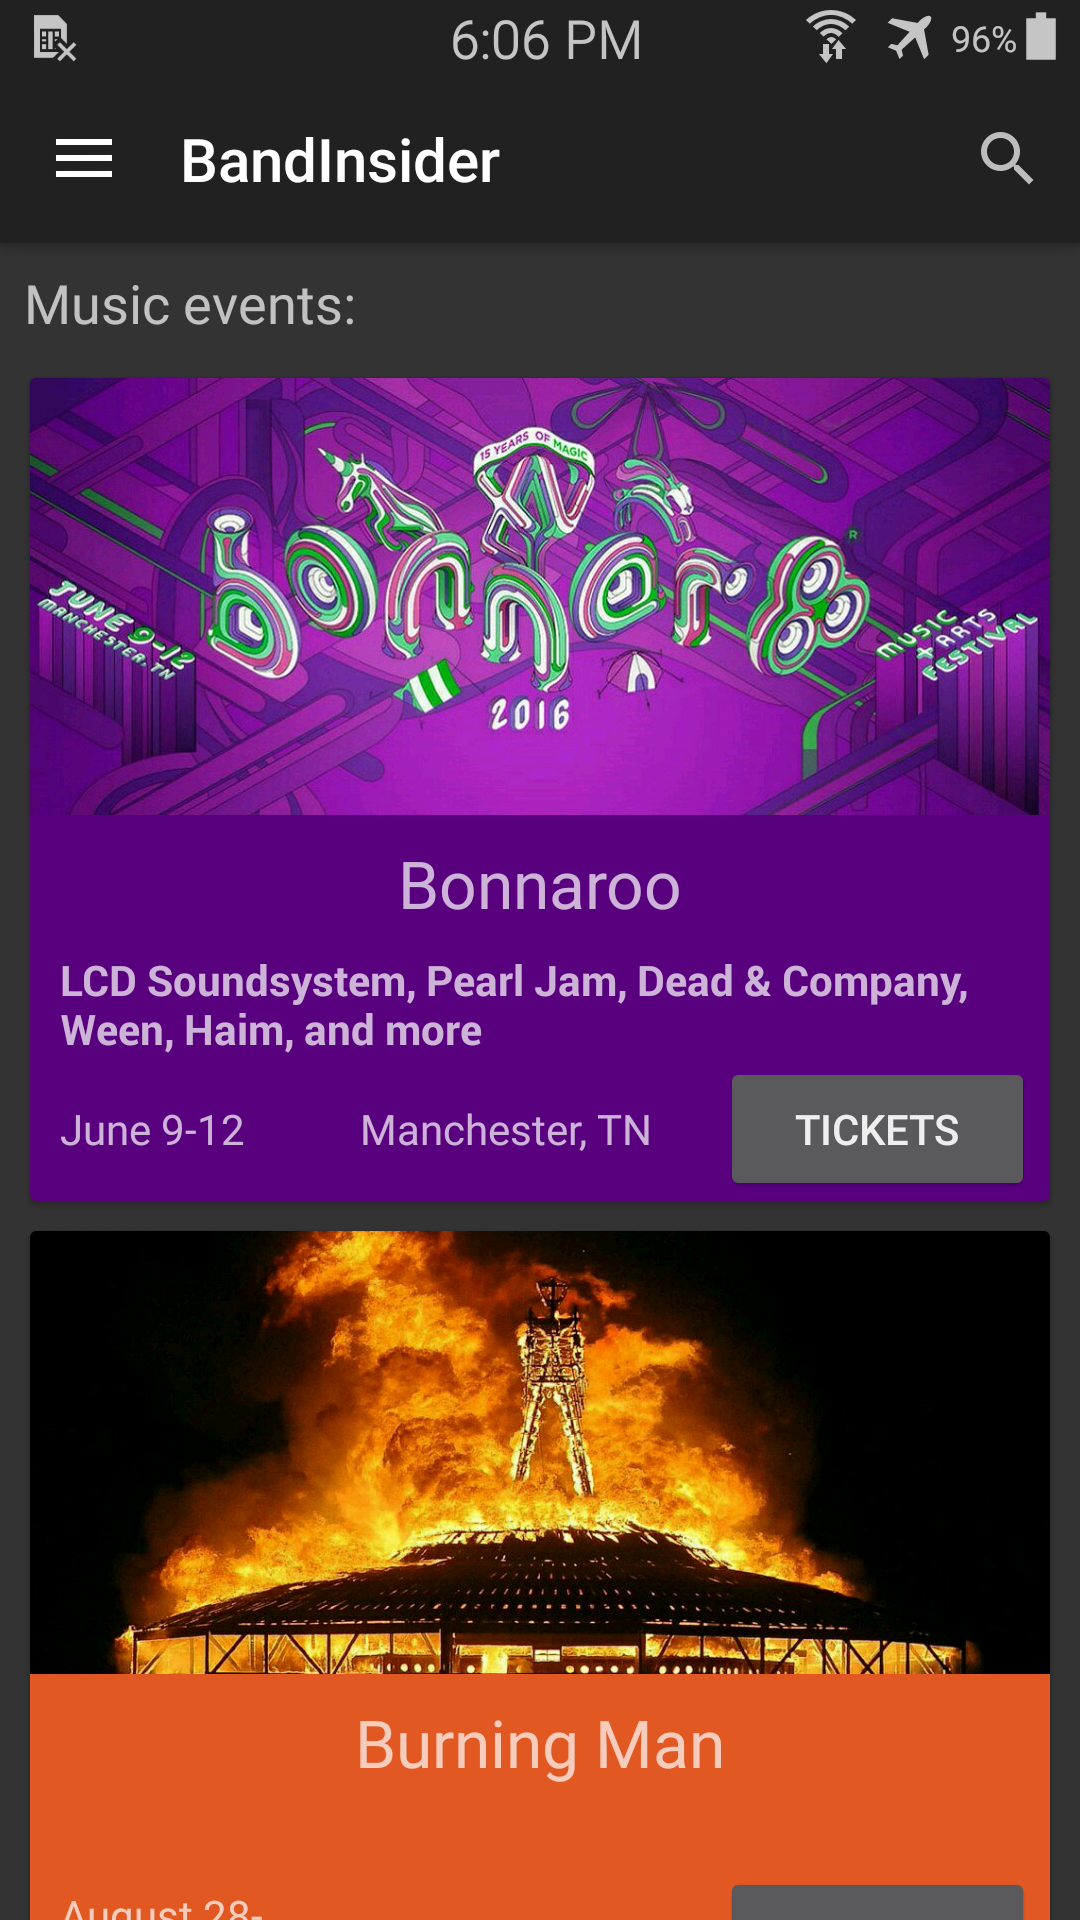 6:06 PM
96%
BandInsider
Music events:
15 YEARS OF MAGIC
bonnaroo
JUNE 9-12
MANCHESTER.TN
MUSIC
+ ARTS
FESTIVAL
2016
Bonnaroo
LCD Soundsystem, Pearl Jam, Dead & Company,
Ween, Haim, and more
June 9-12
Manchester, TN
TICKETS
Burning Man
August 28-